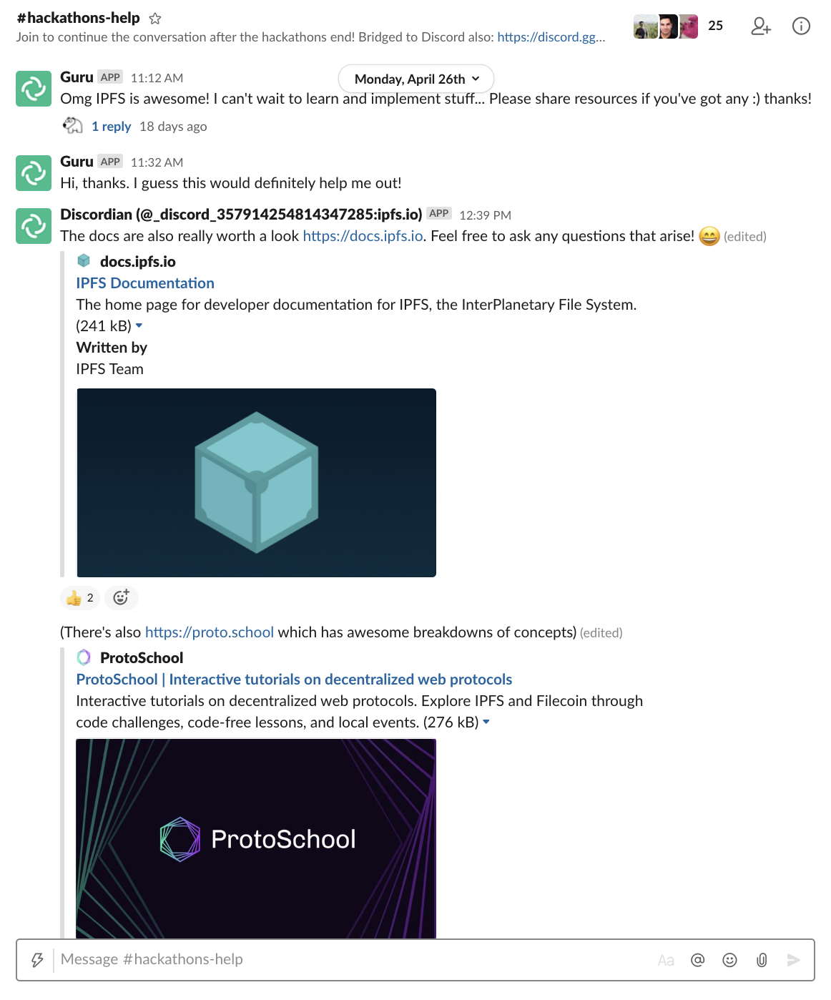 #hackathons-help
Join to continue the conversation after the hackathons end! Bridged to Discord also: https://discord.gg...
25
Monday, April 26th
Guru APP 11:12 AM
Omg IPFS is awesome! I can't wait to learn and implement stuff... Please share resources if you've got any :) thanks!
1 reply 18 days ago
Guru APP 11:32 AM
Hi, thanks. I guess this would definitely help me out!
Discordian (@_discord_357914254814347285:ipfs.io) APP 12:39 PM
The docs are also really worth a look https://docs.ipfs.io. Feel free to ask any questions that arise! 😄 (edited)
docs.ipfs.io
IPFS Documentation
The home page for developer documentation for IPFS, the InterPlanetary File System.
(241 kB)
Written by
IPFS Team
👍 2
(There's also https://proto.school which has awesome breakdowns of concepts) (edited)
ProtoSchool
ProtoSchool | Interactive tutorials on decentralized web protocols
Interactive tutorials on decentralized web protocols. Explore IPFS and Filecoin through
code challenges, code-free lessons, and local events. (276 kB)
ProtoSchool
Message #hackathons-help
Aa